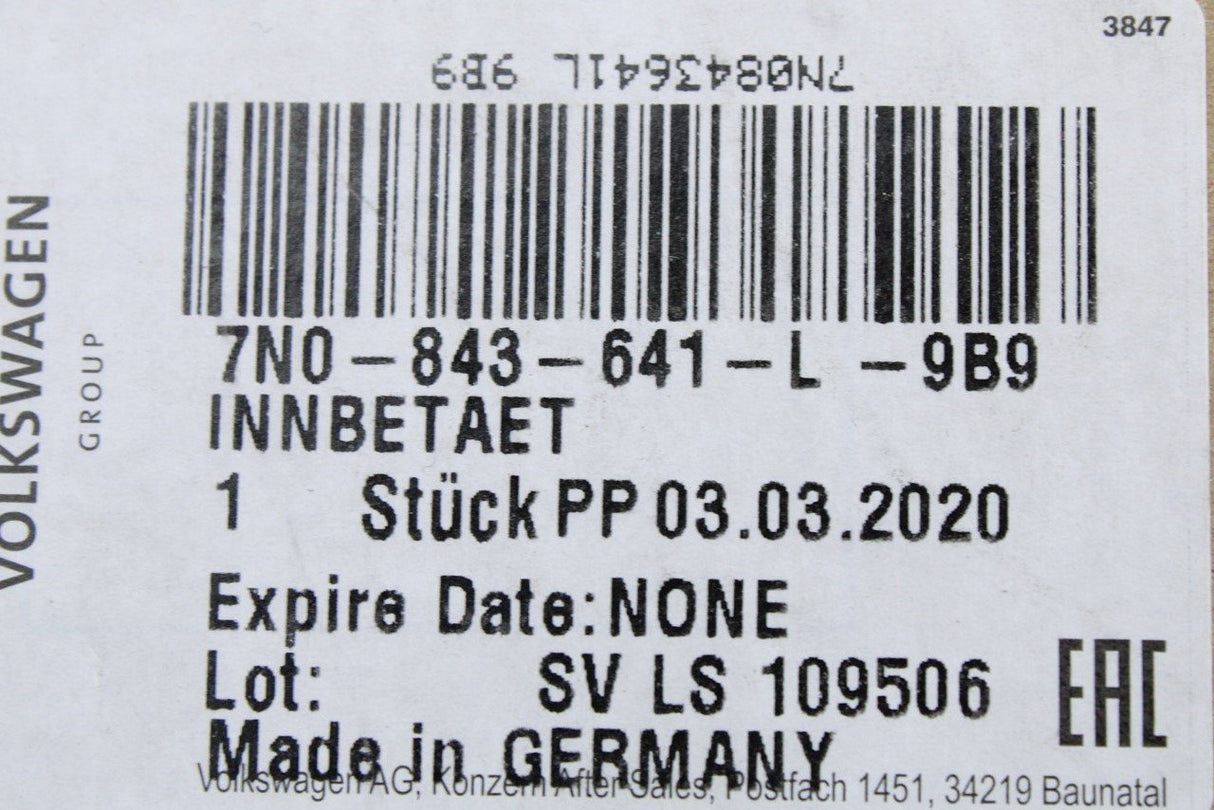 3847
7N0843641L 9B9
VOLKSWAGEN
GROUP
7N0-843-641-L -9B9
INNBETAET
1 Stück PP 03.03.2020
Expire Date:NONE
Lot: SV LS 109506
EAC
Made in GERMANY
Volkswagen AG, Konzern After Sales, Postfach 1451, 34219 Baunatal